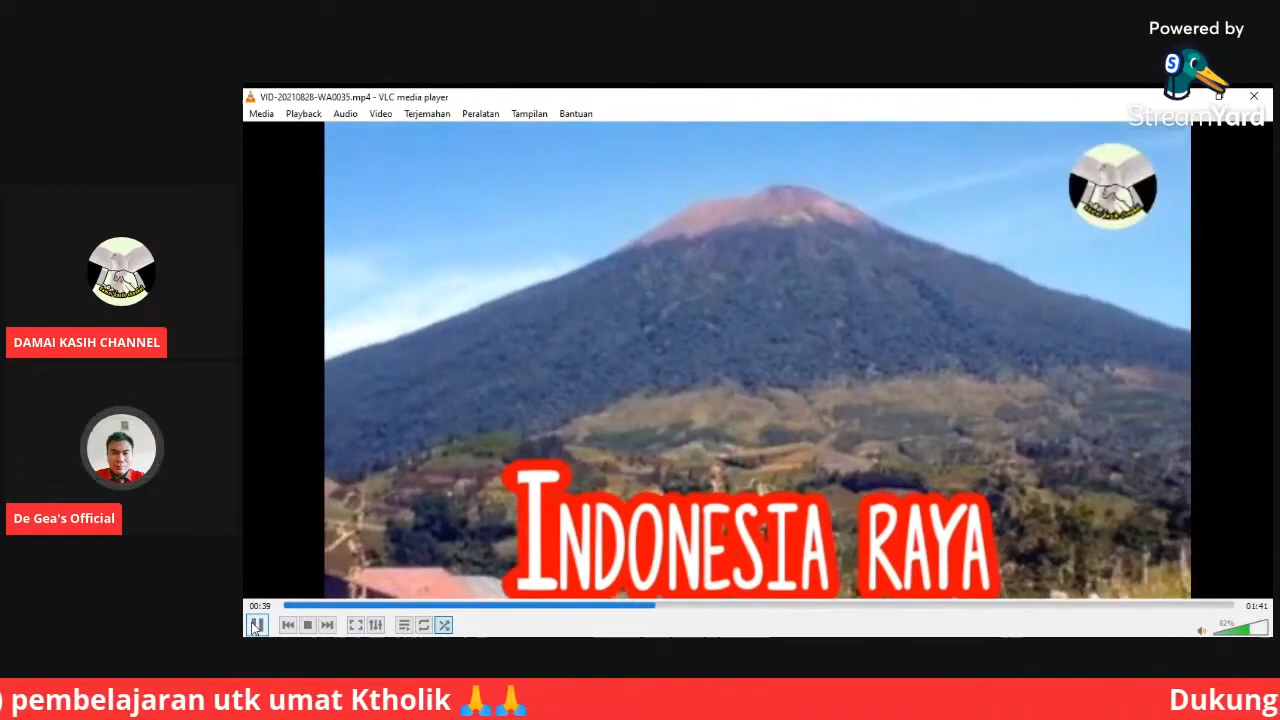 Powered by
StreamYard
VID-20210828-WA0035.mp4 - VLC media player
Media Playback Audio Video Terjemahan Peralatan Tampilan Bantuan
DAMAI KASIH CHANNEL
De Gea's Official
INDONESIA RAYA
00:39
01:41
82%
) pembelajaran utk umat Ktholik 🙏🙏
Dukung